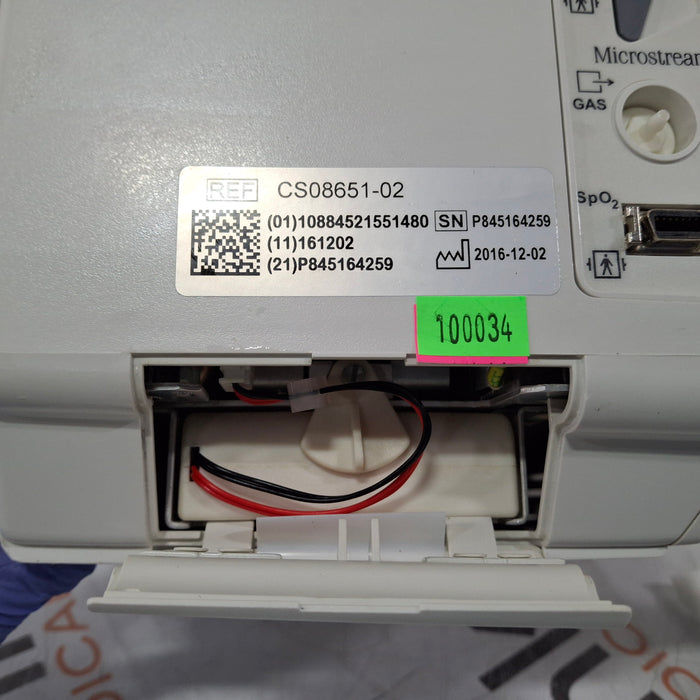 Microstream
GAS
SpO2
REF CS08651-02
(01)10884521551480 SN P845164259
(11)161202
(21)P845164259
2016-12-02
100034